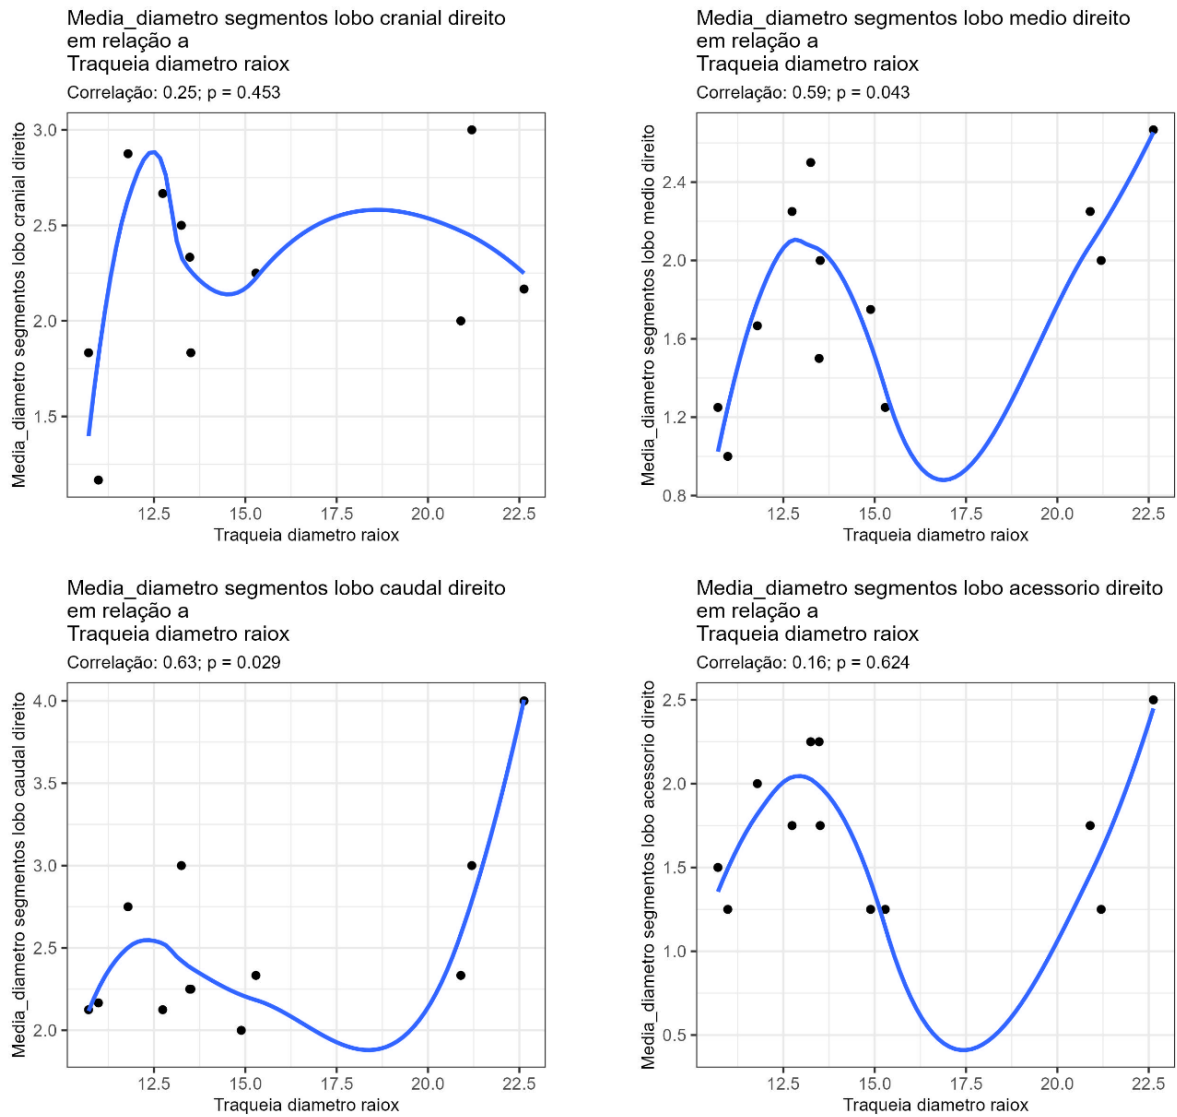 Media_diametro segmentos lobo cranial direito
em relação a
Traqueia diametro raiox
Correlação: 0.25; p = 0.453
Media_diametro segmentos lobo cranial direito
3.0
2.5
2.0
1.5
12.5 15.0 17.5 20.0 22.5
Traqueia diametro raiox
Media_diametro segmentos lobo medio direito
em relação a
Traqueia diametro raiox
Correlação: 0.59; p = 0.043
Media_diametro segmentos lobo medio direito
2.4
2.0
1.6
1.2
0.8
12.5 15.0 17.5 20.0 22.5
Traqueia diametro raiox
Media_diametro segmentos lobo caudal direito
em relação a
Traqueia diametro raiox
Correlação: 0.63; p = 0.029
Media_diametro segmentos lobo caudal direito
4.0
3.5
3.0
2.5
2.0
12.5 15.0 17.5 20.0 22.5
Traqueia diametro raiox
Media_diametro segmentos lobo acessorio direito
em relação a
Traqueia diametro raiox
Correlação: 0.16; p = 0.624
Media_diametro segmentos lobo acessorio direito
2.5
2.0
1.5
1.0
0.5
12.5 15.0 17.5 20.0 22.5
Traqueia diametro raiox